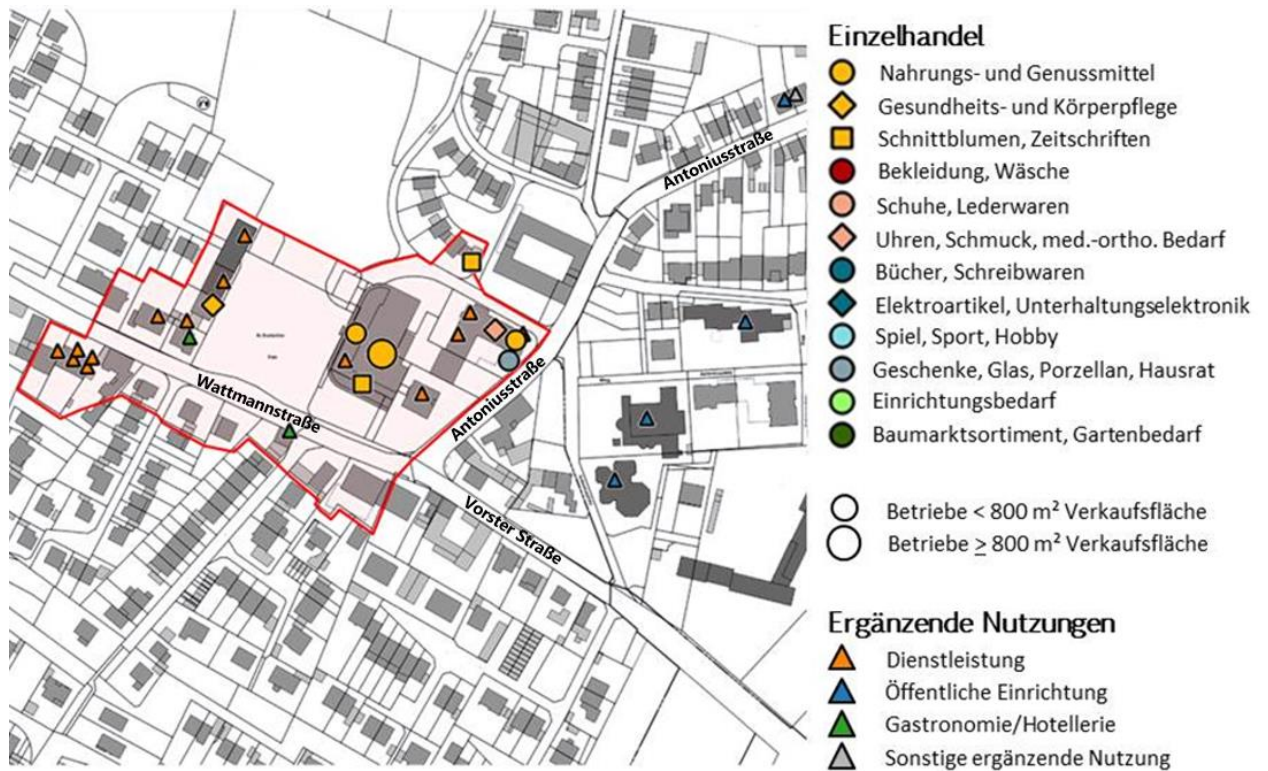 Einzelhandel
Nahrungs- und Genussmittel
Gesundheits- und Körperpflege
Schnittblumen, Zeitschriften
Bekleidung, Wäsche
Schuhe, Lederwaren
Uhren, Schmuck, med.-ortho. Bedarf
Bücher, Schreibwaren
Elektroartikel, Unterhaltungselektronik
Spiel, Sport, Hobby
Geschenke, Glas, Porzellan, Hausrat
Einrichtungsbedarf
Baumarktsortiment, Gartenbedarf
Betriebe < 800 m² Verkaufsfläche
Betriebe ≥ 800 m² Verkaufsfläche
Ergänzende Nutzungen
Dienstleistung
Öffentliche Einrichtung
Gastronomie/Hotellerie
Sonstige ergänzende Nutzung
Antoniusstraße
Wattmannstraße
Antoniusstraße
Vorster Straße